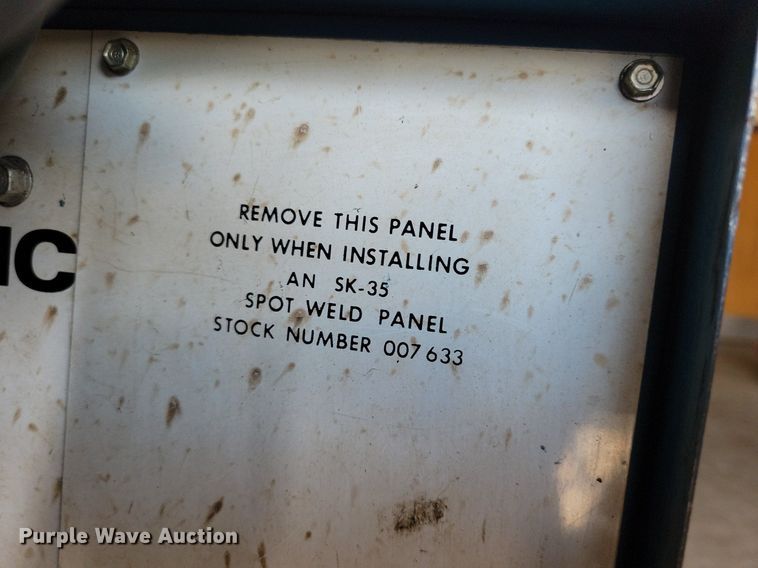 REMOVE THIS PANEL
ONLY WHEN INSTALLING
AN SK-35
SPOT WELD PANEL
STOCK NUMBER 007 633
IC
Purple Wave Auction